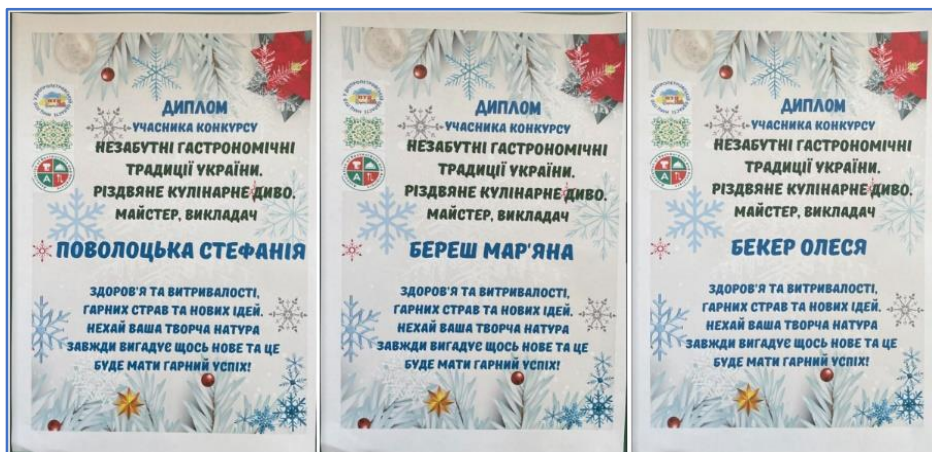 ДИПЛОМ
УЧАСНИКА КОНКУРСУ
НЕЗАБУТНІ ГАСТРОНОМІЧНІ
ТРАДИЦІЇ УКРАЇНИ.
РІЗДВЯНЕ КУЛІНАРНЕ ДИВО.
МАЙСТЕР, ВИКЛАДАЧ
ПОВОЛОЦЬКА СТЕФАНІЯ
ЗДОРОВ'Я ТА ВИТРИВАЛОСТІ,
ГАРНИХ СТРАВ ТА НОВИХ ІДЕЙ.
НЕХАЙ ВАША ТВОРЧА НАТУРА
ЗАВЖДИ ВИГАДУЄ ЩОСЬ НОВЕ ТА ЦЕ
БУДЕ МАТИ ГАРНИЙ УСПІХ!
ДИПЛОМ
УЧАСНИКА КОНКУРСУ
НЕЗАБУТНІ ГАСТРОНОМІЧНІ
ТРАДИЦІЇ УКРАЇНИ.
РІЗДВЯНЕ КУЛІНАРНЕ ДИВО.
МАЙСТЕР, ВИКЛАДАЧ
БЕРЕШ МАР'ЯНА
ЗДОРОВ'Я ТА ВИТРИВАЛОСТІ,
ГАРНИХ СТРАВ ТА НОВИХ ІДЕЙ.
НЕХАЙ ВАША ТВОРЧА НАТУРА
ЗАВЖДИ ВИГАДУЄ ЩОСЬ НОВЕ ТА ЦЕ
БУДЕ МАТИ ГАРНИЙ УСПІХ!
ДИПЛОМ
УЧАСНИКА КОНКУРСУ
НЕЗАБУТНІ ГАСТРОНОМІЧНІ
ТРАДИЦІЇ УКРАЇНИ.
РІЗДВЯНЕ КУЛІНАРНЕ ДИВО.
МАЙСТЕР, ВИКЛАДАЧ
БЕКЕР ОЛЕСЯ
ЗДОРОВ'Я ТА ВИТРИВАЛОСТІ,
ГАРНИХ СТРАВ ТА НОВИХ ІДЕЙ.
НЕХАЙ ВАША ТВОРЧА НАТУРА
ЗАВЖДИ ВИГАДУЄ ЩОСЬ НОВЕ ТА ЦЕ
БУДЕ МАТИ ГАРНИЙ УСПІХ!